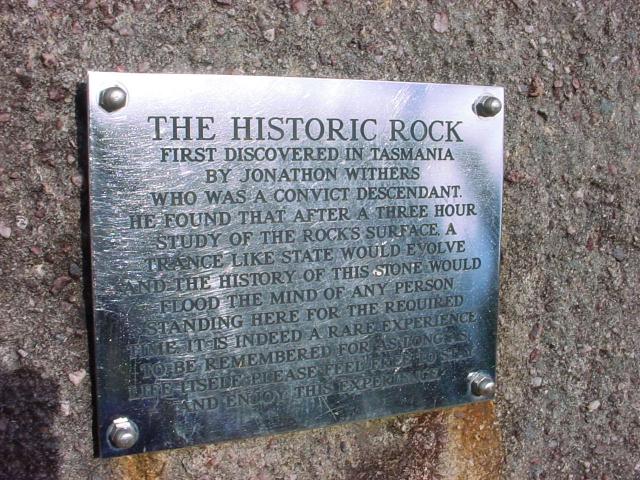 THE HISTORIC ROCK
FIRST DISCOVERED IN TASMANIA
BY JONATHON WITHERS
WHO WAS A CONVICT DESCENDANT.
HE FOUND THAT AFTER A THREE HOUR
STUDY OF THE ROCK'S SURFACE, A
TRANCE LIKE STATE WOULD EVOLVE
AND THE HISTORY OF THIS STONE WOULD
FLOOD THE MIND OF ANY PERSON
STANDING HERE FOR THE REQUIRED
TIME. IT IS INDEED A RARE EXPERIENCE
TO BE REMEMBERED FOR AS LONG AS
LIFE ITSELF. PLEASE FEEL FREE TO STAY
AND ENJOY THIS EXPERIENCE